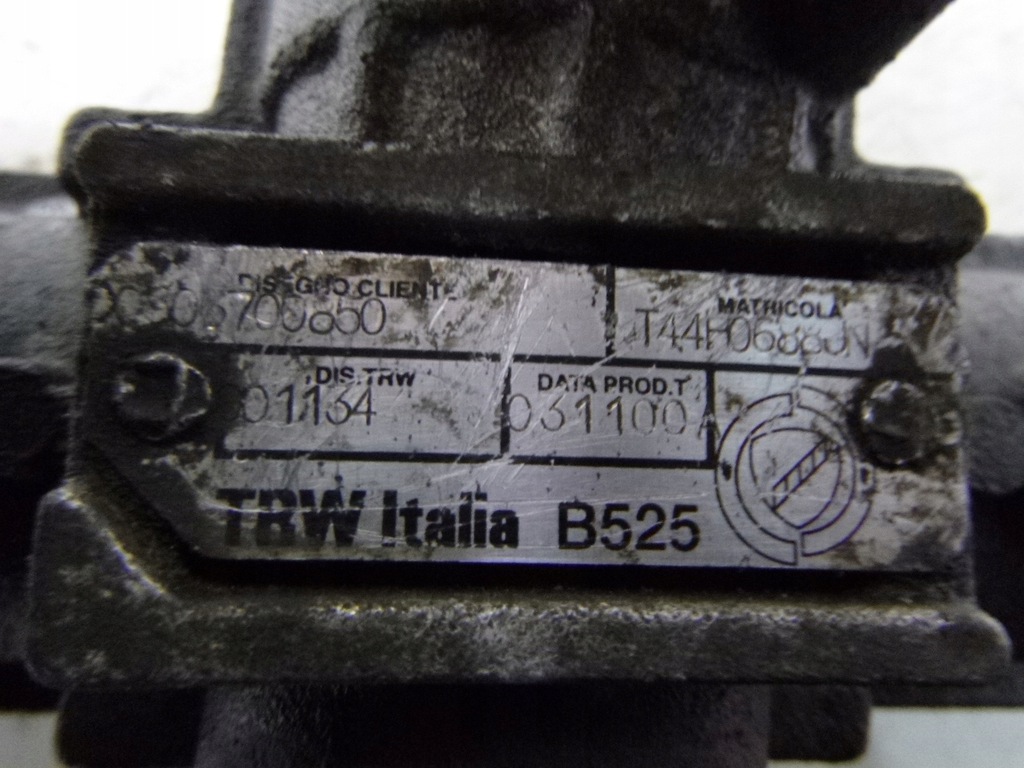 DISEGNO CLIENTE
MATRICOLA
DIS.TRW
01134
DATA PROD.T
031100
TRW Italia B525